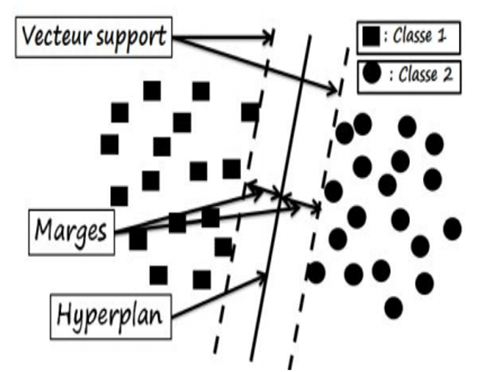 Vecteur support
: Classe 1
: Classe 2
Marges
Hyperplan